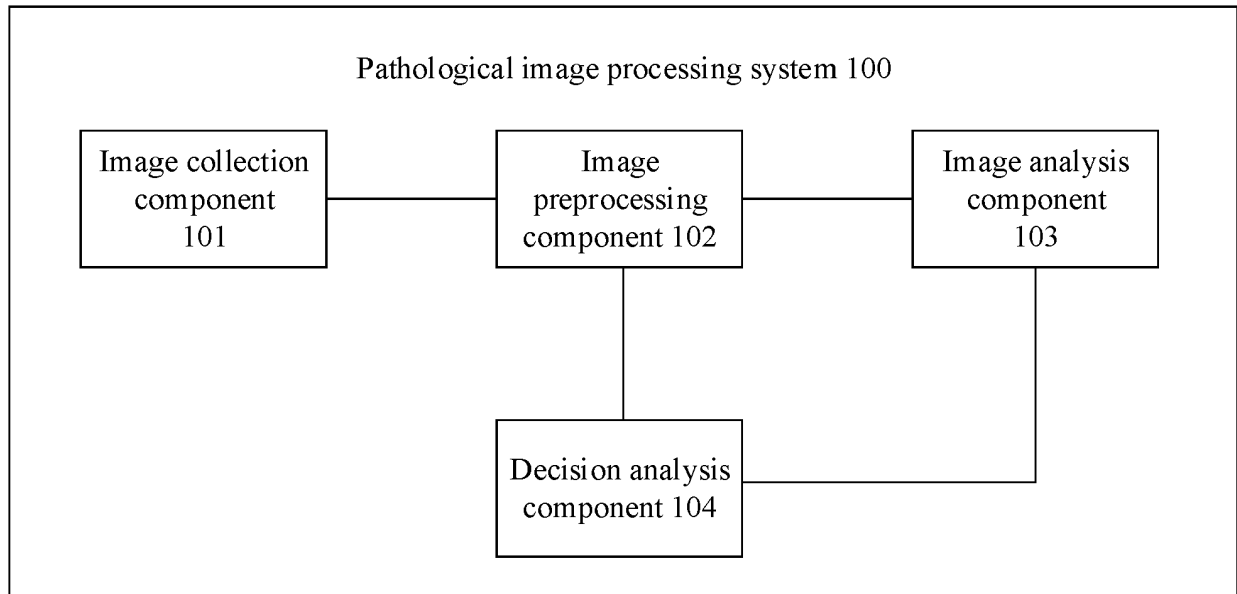 Pathological image processing system 100
Image collection
component
101
Image
preprocessing
component 102
Image analysis
component
103
Decision analysis
component 104